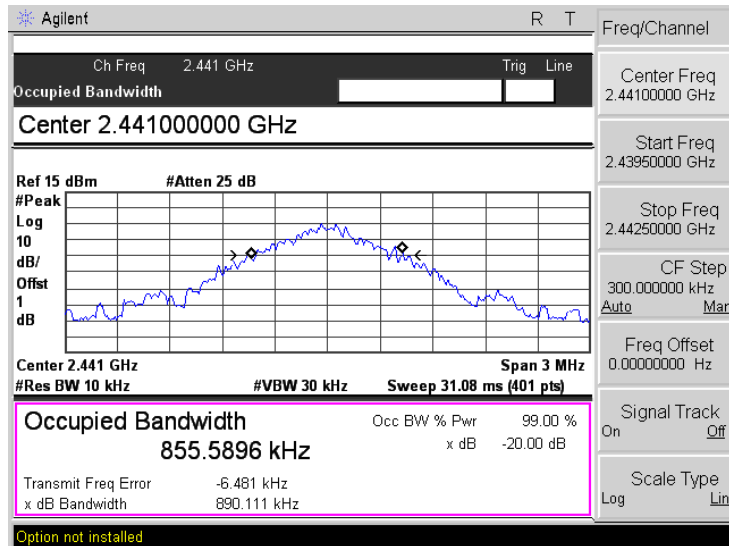 Agilent R T
Ch Freq 2.441 GHz Trig Line
Occupied Bandwidth
Center 2.441000000 GHz
Ref 15 dBm #Atten 25 dB
#Peak
Log
10
dB/
Offst
1
dB
Center 2.441 GHz Span 3 MHz
#Res BW 10 kHz #VBW 30 kHz Sweep 31.08 ms (401 pts)
Occupied Bandwidth Occ BW % Pwr 99.00 %
855.5896 kHz x dB -20.00 dB
Transmit Freq Error -6.481 kHz
x dB Bandwidth 890.111 kHz
Option not installed
Freq/Channel
Center Freq
2.44100000 GHz
Start Freq
2.43950000 GHz
Stop Freq
2.44250000 GHz
CF Step
300.000000 kHz
Auto Mar
Freq Offset
0.00000000 Hz
Signal Track
On Off
Scale Type
Log Lin